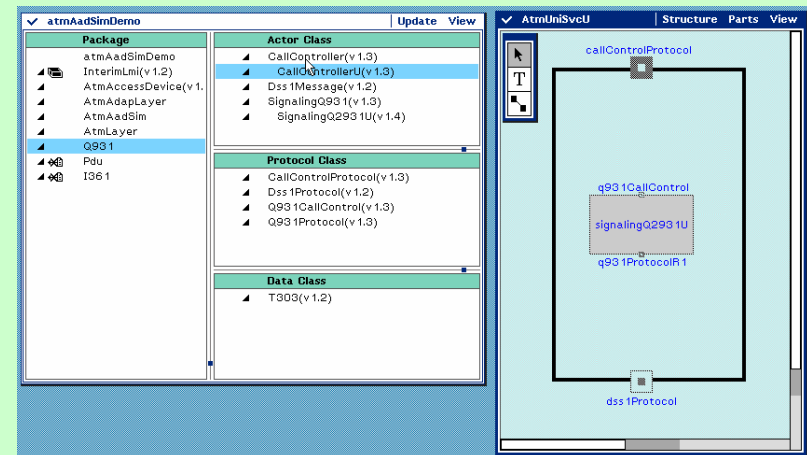 atmAadSimDemo Update View
Package
atmAadSimDemo
InterimLmi(v1.2)
AtmAccessDevice(v1.
AtmAdapLayer
AtmAadSim
AtmLayer
Q931
Pdu
I361
Actor Class
CallController(v1.3)
CallControllerU(v1.3)
Dss1Message(v1.2)
SignalingQ931(v1.3)
SignalingQ2931U(v1.4)
Protocol Class
CallControlProtocol(v1.3)
Dss1Protocol(v1.2)
Q931CallControl(v1.3)
Q931Protocol(v1.3)
Data Class
T303(v1.2)
AtmUniSvcU Structure Parts View
T
callControlProtocol
q931CallControl
signalingQ2931U
q931ProtocolR1
dss1Protocol